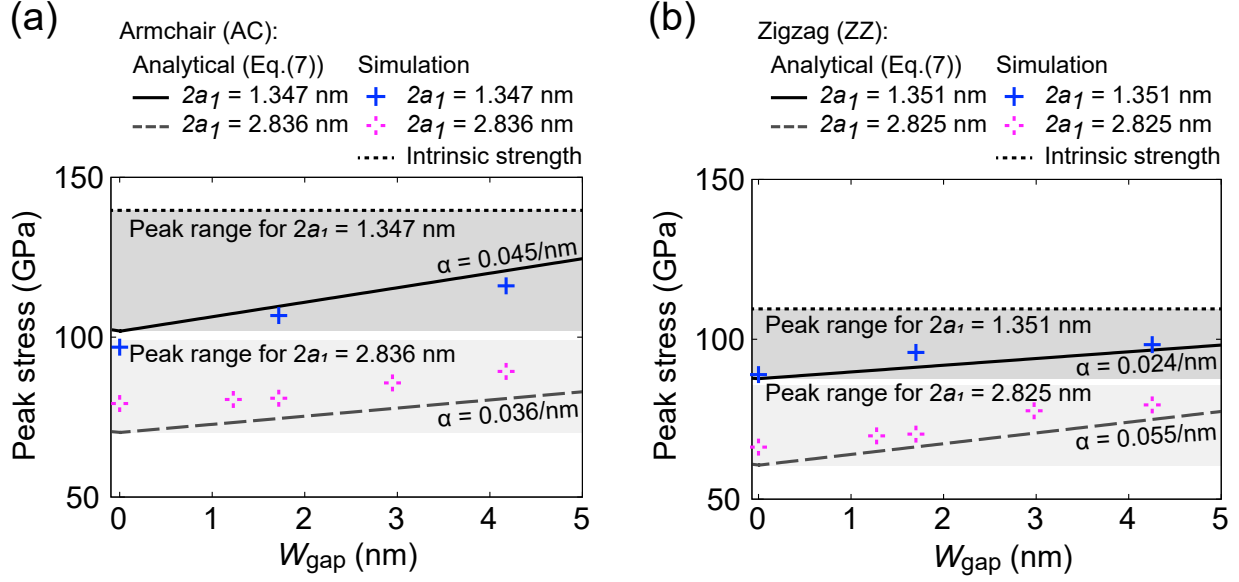 (a)
Armchair (AC):
Analytical (Eq.(7)) Simulation
2a₁ = 1.347 nm 2a₁ = 1.347 nm
2a₁ = 2.836 nm 2a₁ = 2.836 nm
Intrinsic strength
150
100
50
Peak stress (GPa)
Peak range for 2a₁ = 1.347 nm
α = 0.045/nm
Peak range for 2a₁ = 2.836 nm
α = 0.036/nm
0 1 2 3 4 5
W_gap (nm)
(b)
Zigzag (ZZ):
Analytical (Eq.(7)) Simulation
2a₁ = 1.351 nm 2a₁ = 1.351 nm
2a₁ = 2.825 nm 2a₁ = 2.825 nm
Intrinsic strength
150
100
50
Peak stress (GPa)
Peak range for 2a₁ = 1.351 nm
α = 0.024/nm
Peak range for 2a₁ = 2.825 nm
α = 0.055/nm
0 1 2 3 4 5
W_gap (nm)